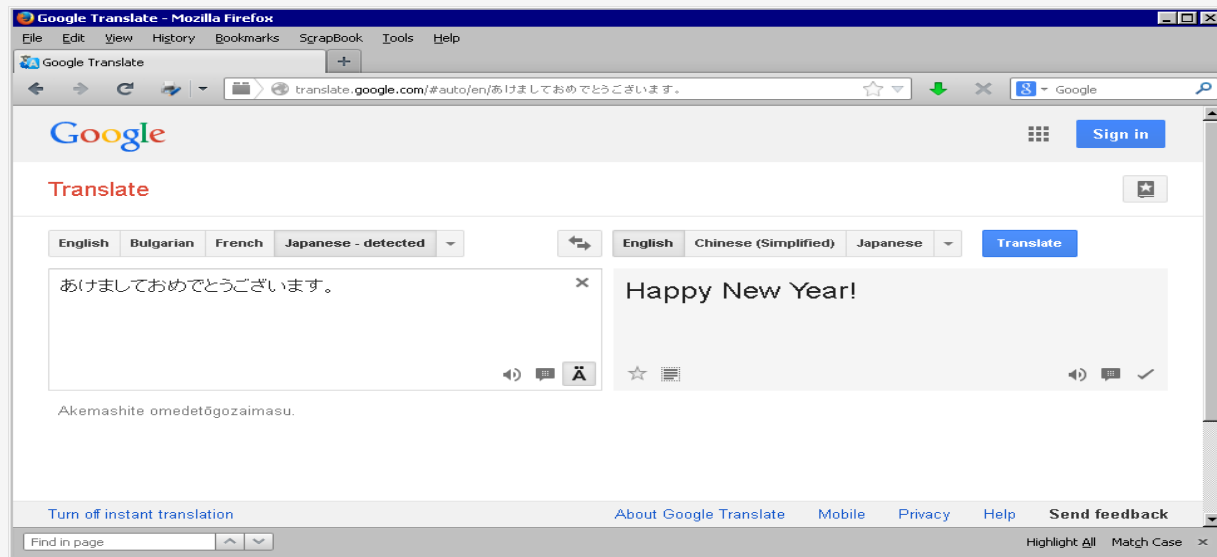 Google Translate - Mozilla Firefox
File Edit View History Bookmarks ScrapBook Tools Help
Google Translate
translate.google.com/#auto/en/あけましておめでとうございます。 Google
Google Sign in
Translate
English Bulgarian French Japanese - detected English Chinese (Simplified) Japanese Translate
あけましておめでとうございます。 Happy New Year!
Ä
Akemashite omedetōgozaimasu.
Turn off instant translation About Google Translate Mobile Privacy Help Send feedback
Find in page Highlight All Match Case